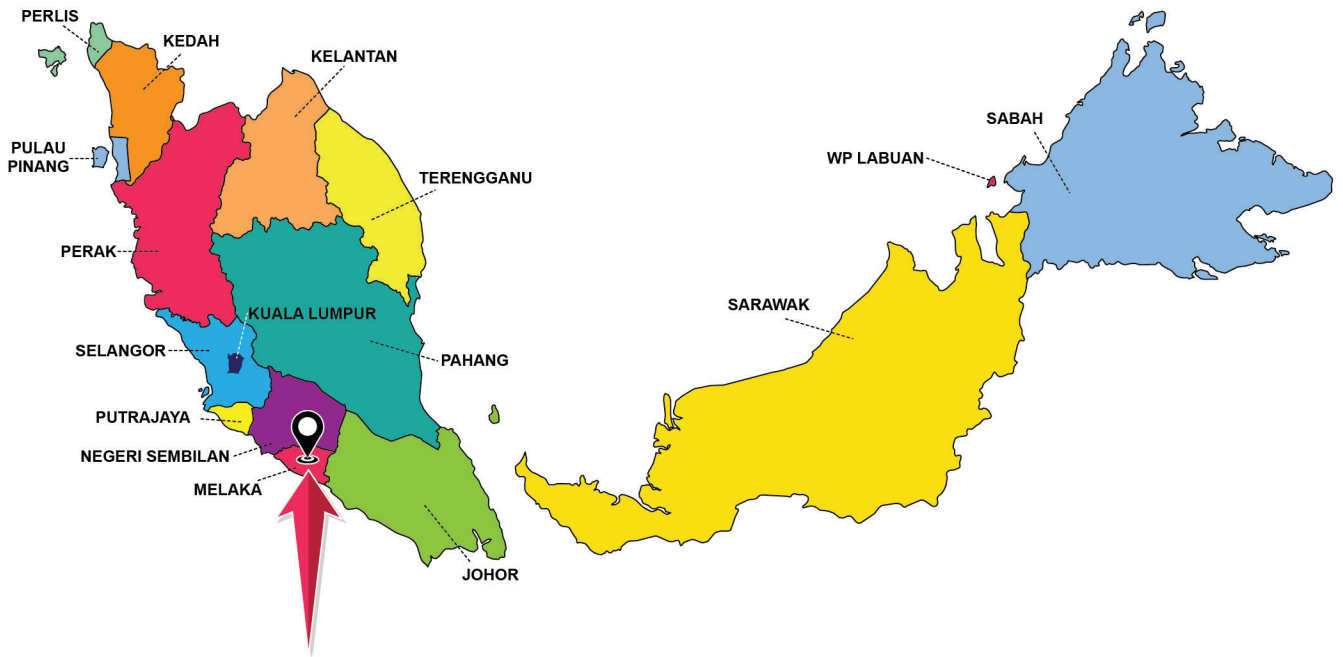 PERLIS
KEDAH
KELANTAN
PULAU
PINANG
TERENGGANU
PERAK
KUALA LUMPUR
SELANGOR
PAHANG
PUTRAJAYA
NEGERI SEMBILAN
MELAKA
JOHOR
SABAH
WP LABUAN
SARAWAK